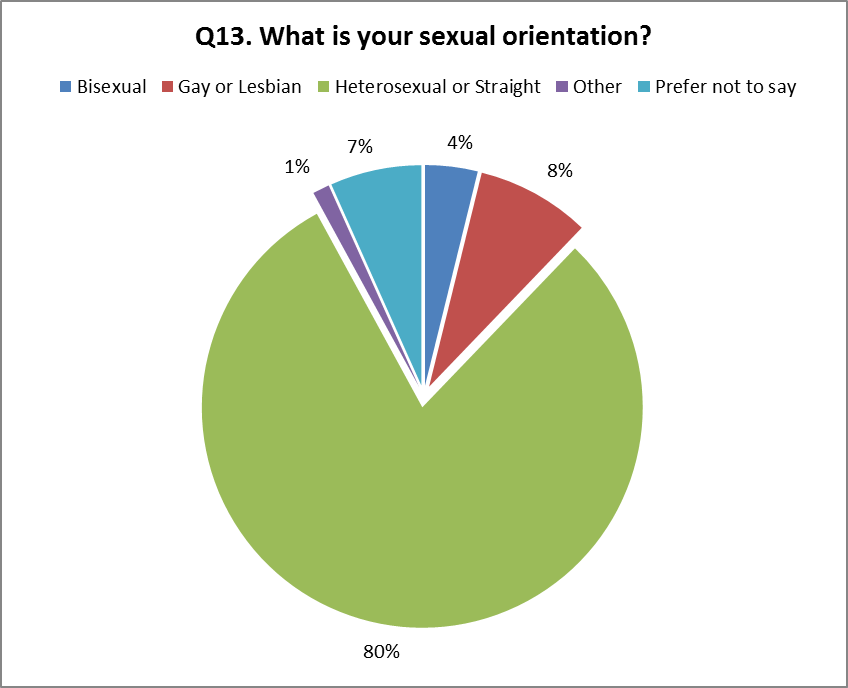 Q13. What is your sexual orientation?
Bisexual Gay or Lesbian Heterosexual or Straight Other Prefer not to say
4%
7%
1%
8%
80%